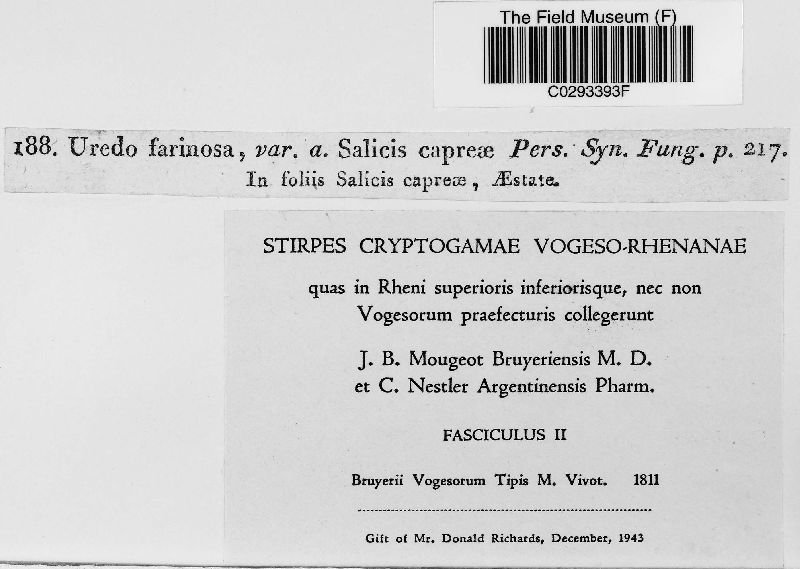 The Field Museum (F)
C0293393F
188. Uredo farinosa, var. a. Salicis capreæ Pers. Syn. Fung. p. 217.
In foliis Salicis capreæ, Æstate.
STIRPES CRYPTOGAMAE VOGESO-RHENANAE
quas in Rheni superioris inferiorisque, nec non
Vogesorum praefecturis collegerunt
J. B. Mougeot Bruyeriensis M. D.
et C. Nestler Argentinensis Pharm.
FASCICULUS II
Bruyerii Vogesorum Tipis M. Vivot. 1811
Gift of Mr. Donald Richards, December, 1943